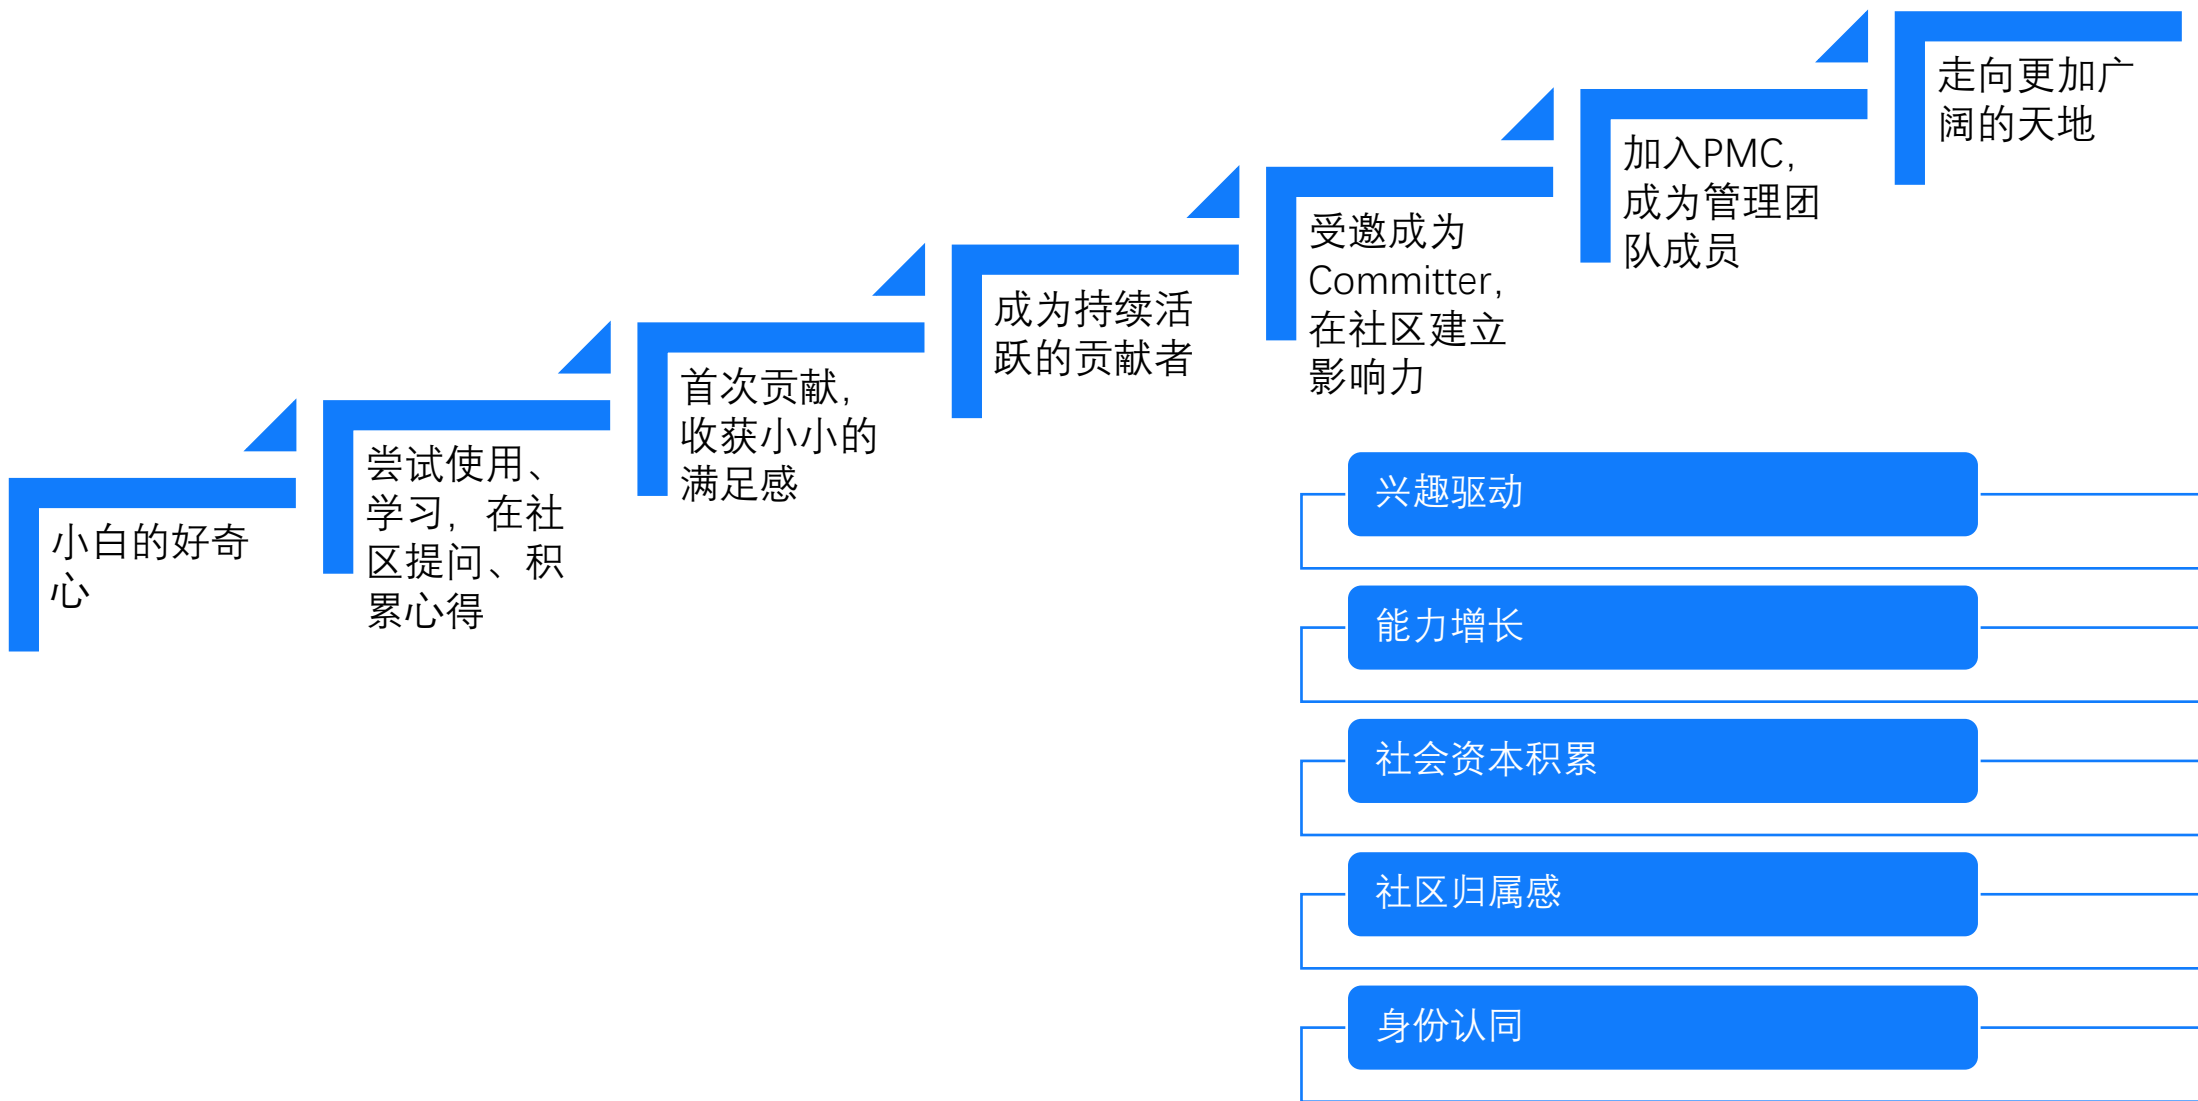 小白的好奇
心
尝试使用、
学习，在社
区提问、积
累心得
首次贡献，
收获小小的
满足感
成为持续活
跃的贡献者
受邀成为
Committer，
在社区建立
影响力
加入PMC，
成为管理团
队成员
走向更加广
阔的天地
兴趣驱动
能力增长
社会资本积累
社区归属感
身份认同